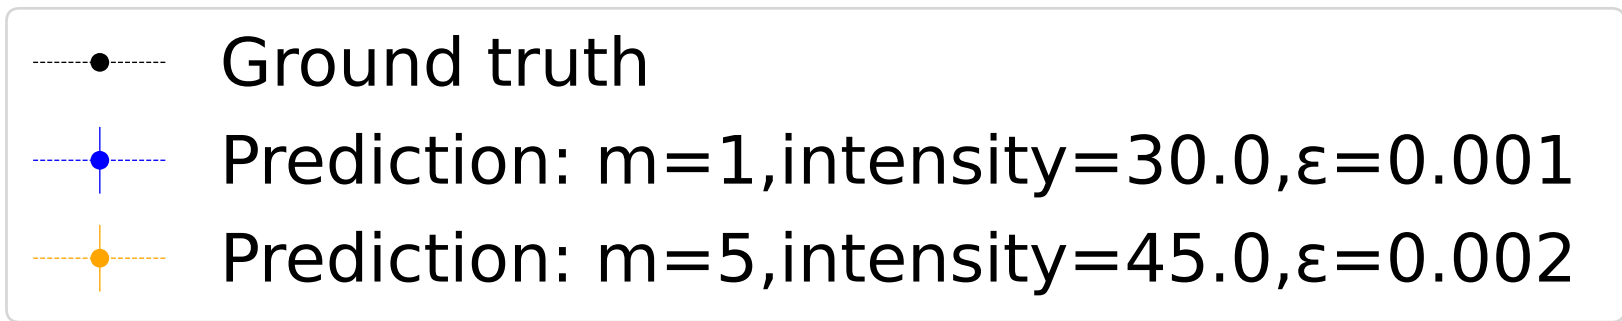 Ground truth
Prediction: m=1,intensity=30.0,ε=0.001
Prediction: m=5,intensity=45.0,ε=0.002